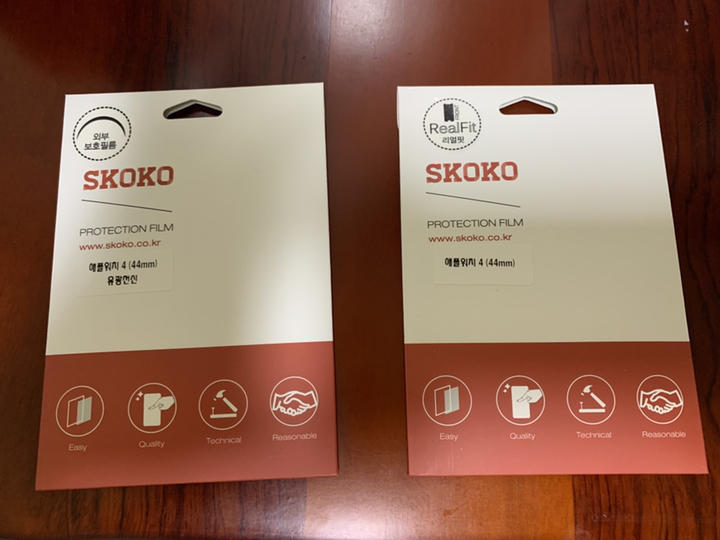 외부
보호필름
SKOKO
PROTECTION FILM
www.skoko.co.kr
애플워치 4 (44mm)
유광전신
Easy
Quality
Technical
Reasonable
RealFit
리얼핏
SKOKO
PROTECTION FILM
www.skoko.co.kr
애플워치 4 (44mm)
Easy
Quality
Technical
Reasonable